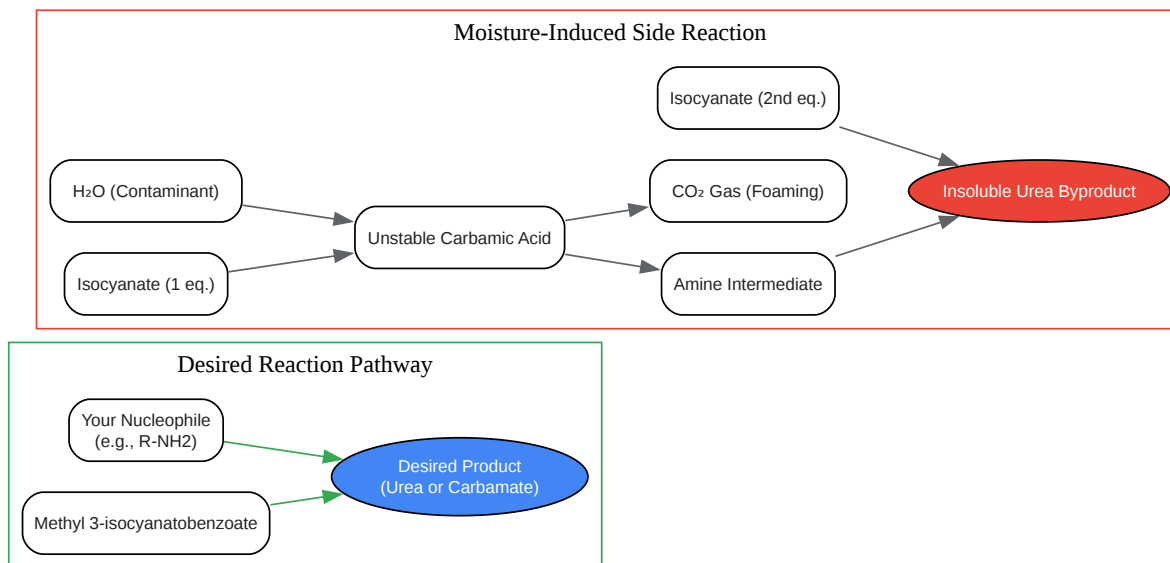 Moisture-Induced Side Reaction
Isocyanate (2nd eq.)
H₂O (Contaminant)
CO₂ Gas (Foaming)
Insoluble Urea Byproduct
Unstable Carbamic Acid
Isocyanate (1 eq.)
Amine Intermediate
Desired Reaction Pathway
Your Nucleophile
(e.g., R-NH2)
Desired Product
(Urea or Carbamate)
Methyl 3-isocyanatobenzoate